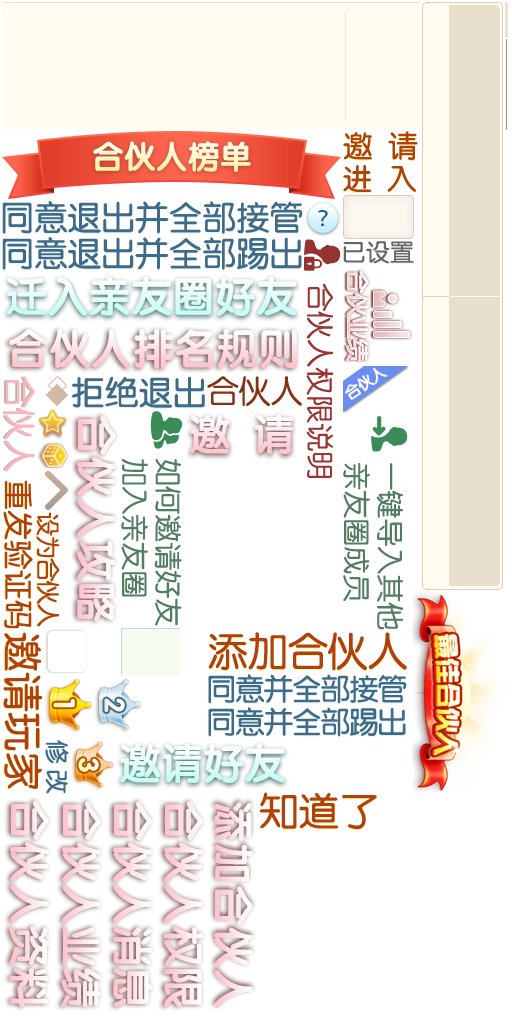 合伙人榜单
邀 请
进 入
同意退出并全部接管
?
同意退出并全部踢出
已设置
迁入亲友圈好友
合伙业绩
合伙人排名规则
合伙人权限说明
合伙人
合伙人
拒绝退出
合伙人
邀 请
合伙人攻略
如何邀请好友
加入亲友圈
一键导入其他
亲友圈成员
重发验证码
设为合伙人
最佳合伙人
邀请玩家
添加合伙人
同意并全部接管
同意并全部踢出
1
2
3
修改
邀请好友
知道了
合伙人资料
合伙人业绩
合伙人消息
合伙人权限
添加合伙人